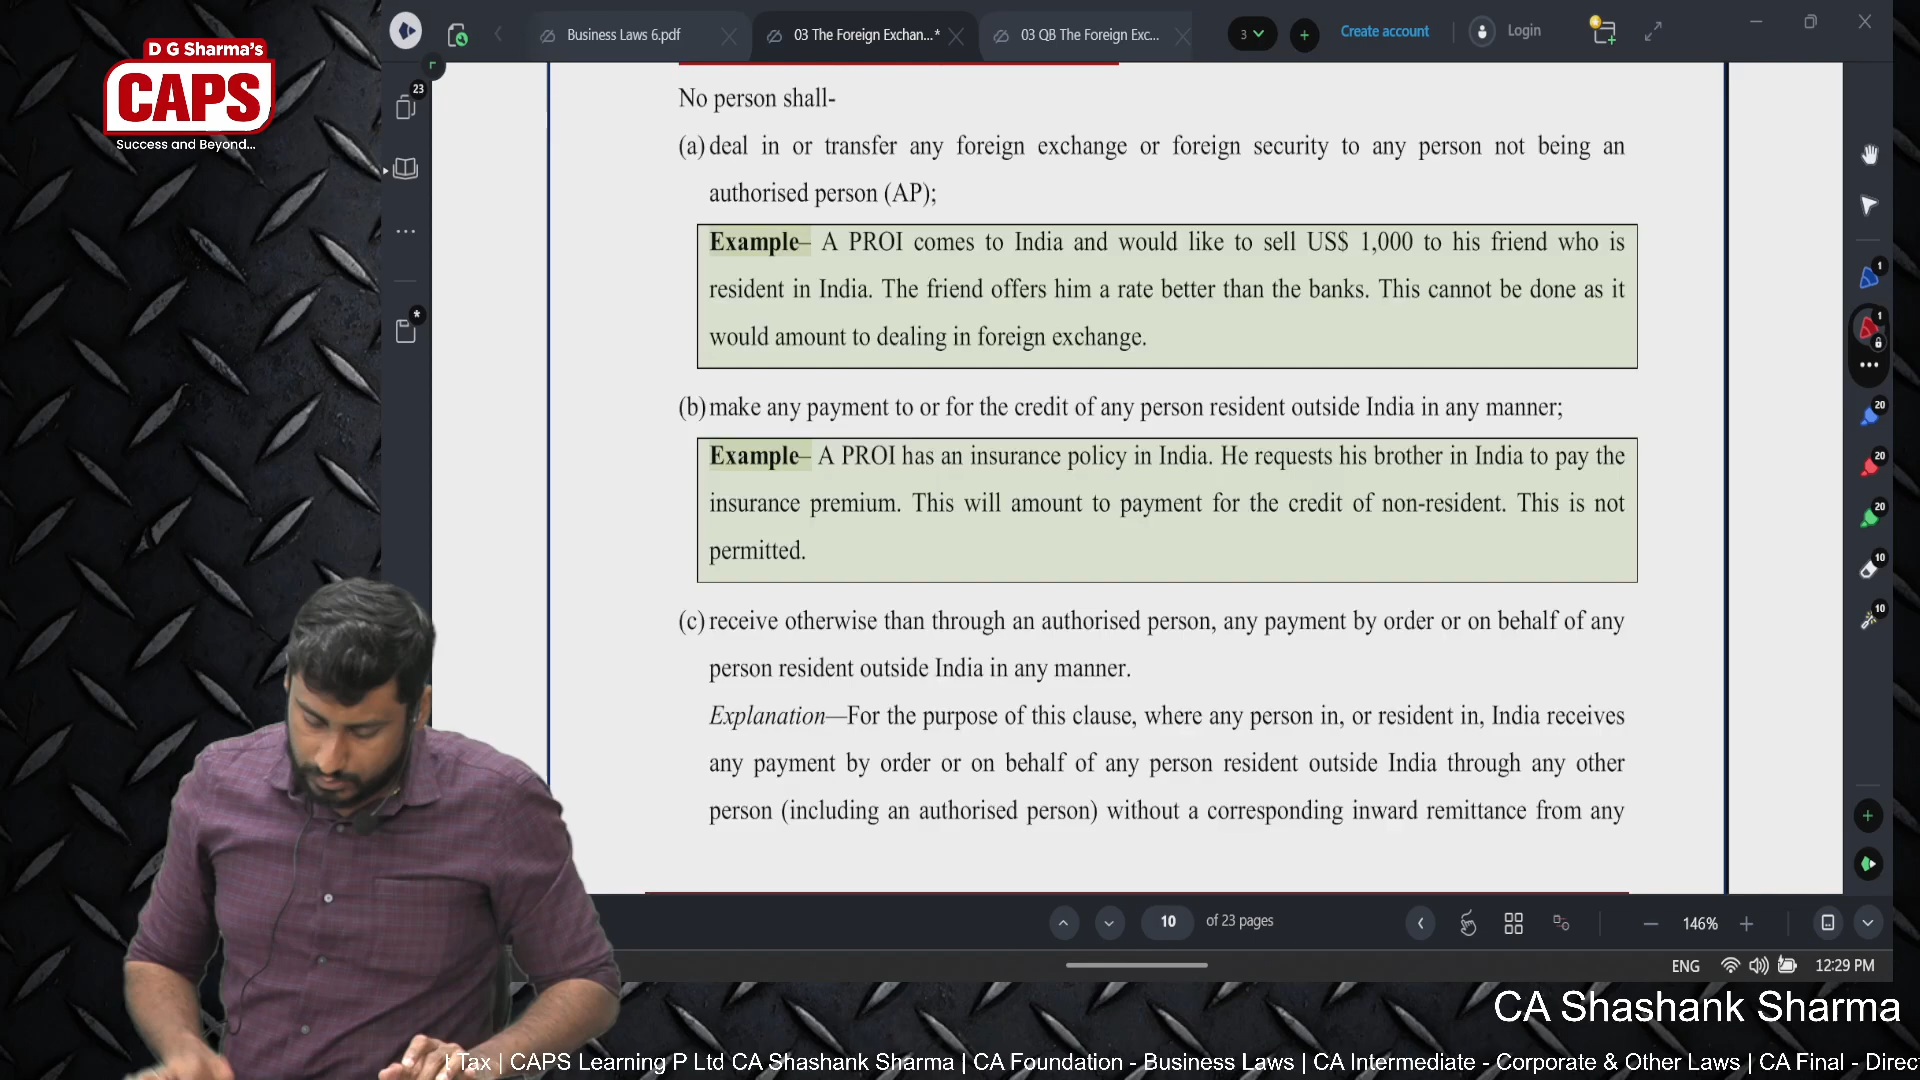 D G Sharma's
CAPS
Success and Beyond...
Business Laws 6.pdf
03 The Foreign Exchan...*
03 QB The Foreign Exc...
3
Create account
Login
23
No person shall-
(a) deal in or transfer any foreign exchange or foreign security to any person not being an
authorised person (AP);
Example– A PROI comes to India and would like to sell US$ 1,000 to his friend who is
resident in India. The friend offers him a rate better than the banks. This cannot be done as it
would amount to dealing in foreign exchange.
(b) make any payment to or for the credit of any person resident outside India in any manner;
Example– A PROI has an insurance policy in India. He requests his brother in India to pay the
insurance premium. This will amount to payment for the credit of non-resident. This is not
permitted.
(c) receive otherwise than through an authorised person, any payment by order or on behalf of any
person resident outside India in any manner.
Explanation—For the purpose of this clause, where any person in, or resident in, India receives
any payment by order or on behalf of any person resident outside India through any other
person (including an authorised person) without a corresponding inward remittance from any
1
1
20
20
20
10
10
10 of 23 pages
146%
ENG
12:29 PM
CA Shashank Sharma
t Tax | CAPS Learning P Ltd CA Shashank Sharma | CA Foundation - Business Laws | CA Intermediate - Corporate & Other Laws | CA Final - Direc